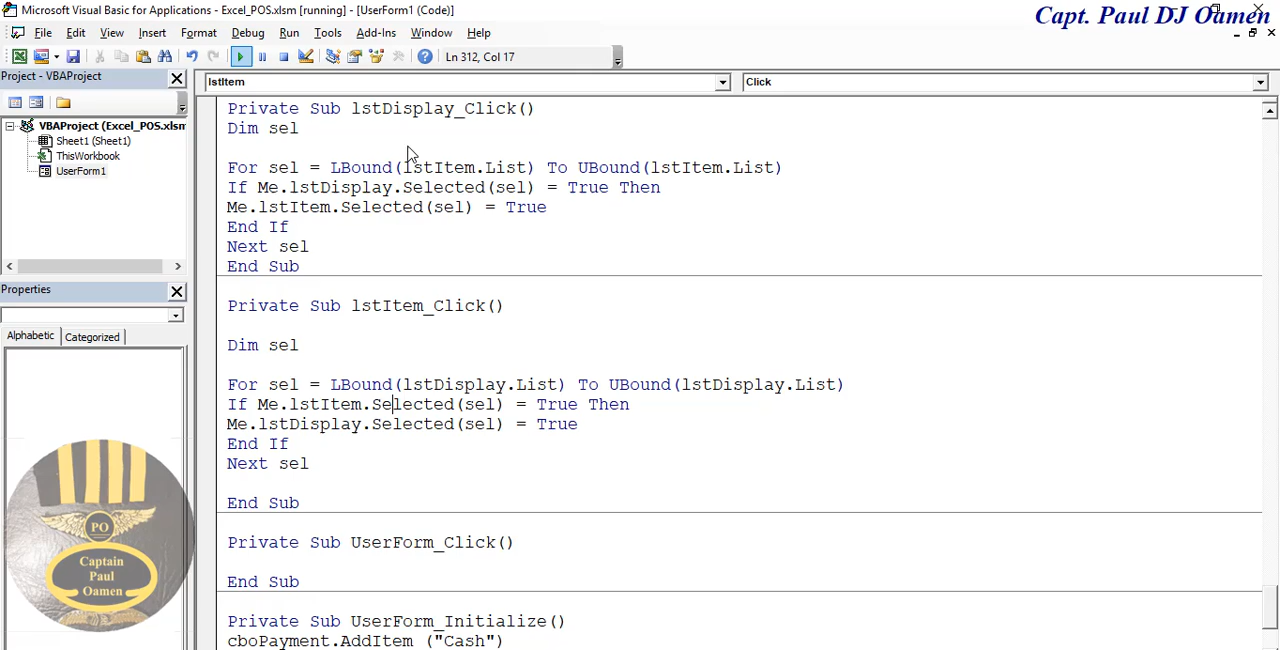 Microsoft Visual Basic for Applications - Excel_POS.xlsm [running] - [UserForm1 (Code)]
Capt. Paul DJ Oamen
File Edit View Insert Format Debug Run Tools Add-Ins Window Help
Ln 312, Col 17
Project - VBAProject
lstItem
Click
VBAProject (Excel_POS.xlsm
Sheet1 (Sheet1)
ThisWorkbook
UserForm1
Properties
Alphabetic Categorized
Private Sub lstDisplay_Click()
Dim sel
For sel = LBound(lstItem.List) To UBound(lstItem.List)
If Me.lstDisplay.Selected(sel) = True Then
Me.lstItem.Selected(sel) = True
End If
Next sel
End Sub
Private Sub lstItem_Click()
Dim sel
For sel = LBound(lstDisplay.List) To UBound(lstDisplay.List)
If Me.lstItem.Selected(sel) = True Then
Me.lstDisplay.Selected(sel) = True
End If
Next sel
End Sub
Private Sub UserForm_Click()
End Sub
Private Sub UserForm_Initialize()
cboPayment.AddItem ("Cash")
PO
Captain
Paul
Oamen